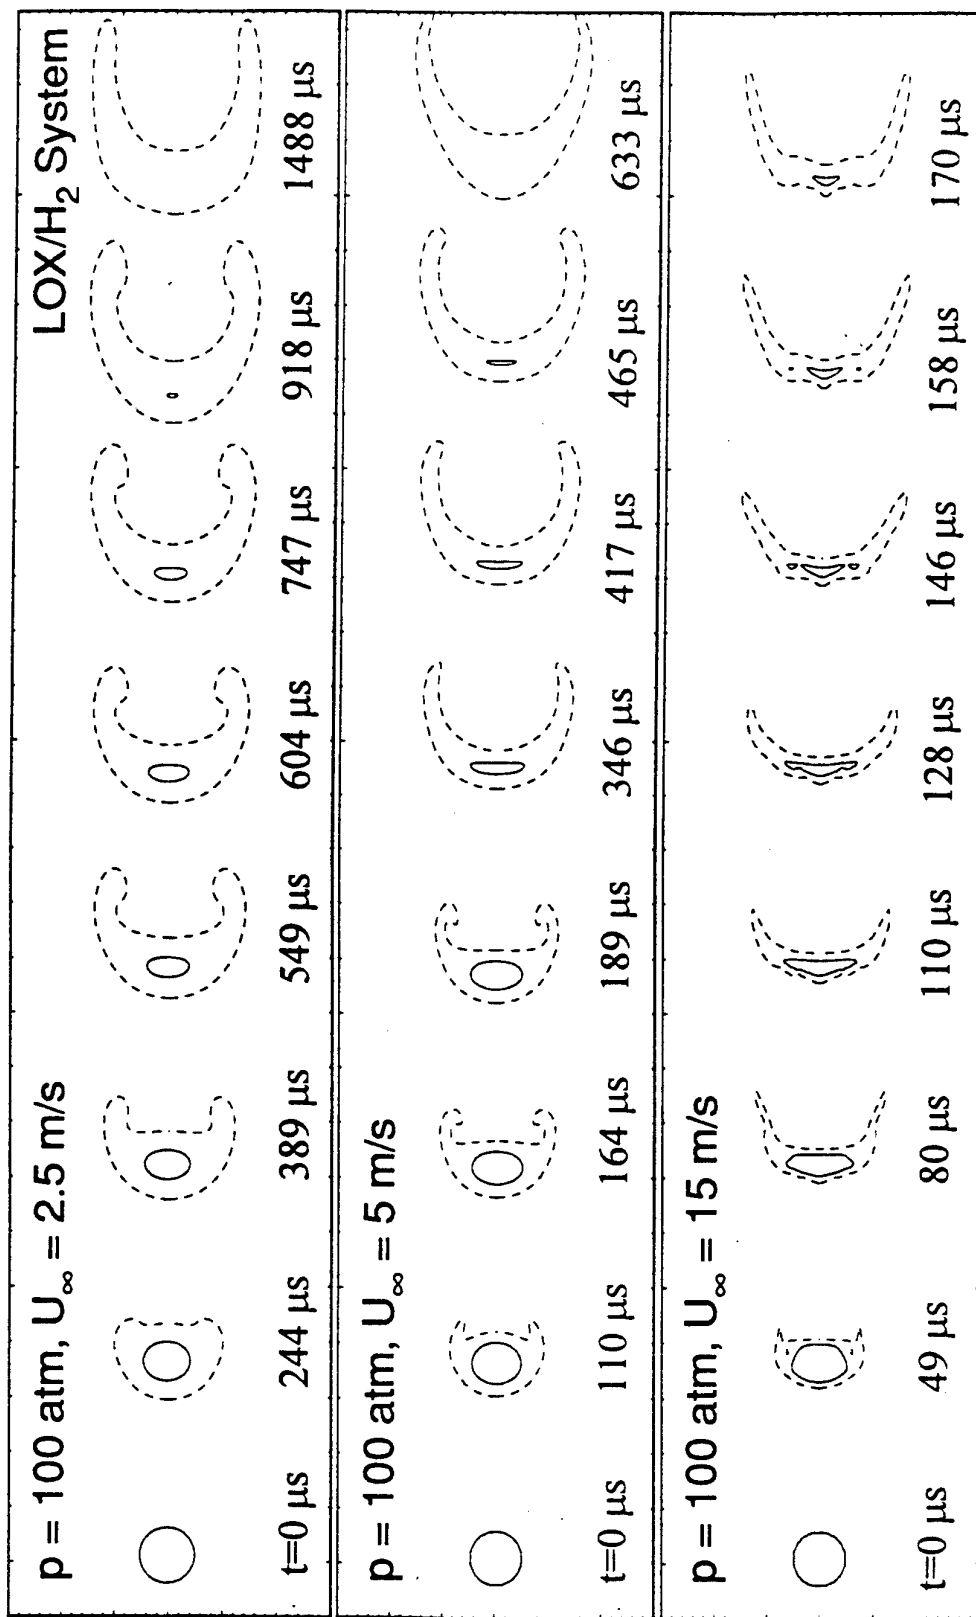 LOX/H₂ System
p = 100 atm, U∞ = 2.5 m/s
t=0 μs 244 μs 389 μs 549 μs 604 μs 747 μs 918 μs 1488 μs
p = 100 atm, U∞ = 5 m/s
t=0 μs 110 μs 164 μs 189 μs 346 μs 417 μs 465 μs 633 μs
p = 100 atm, U∞ = 15 m/s
t=0 μs 49 μs 80 μs 110 μs 128 μs 146 μs 158 μs 170 μs